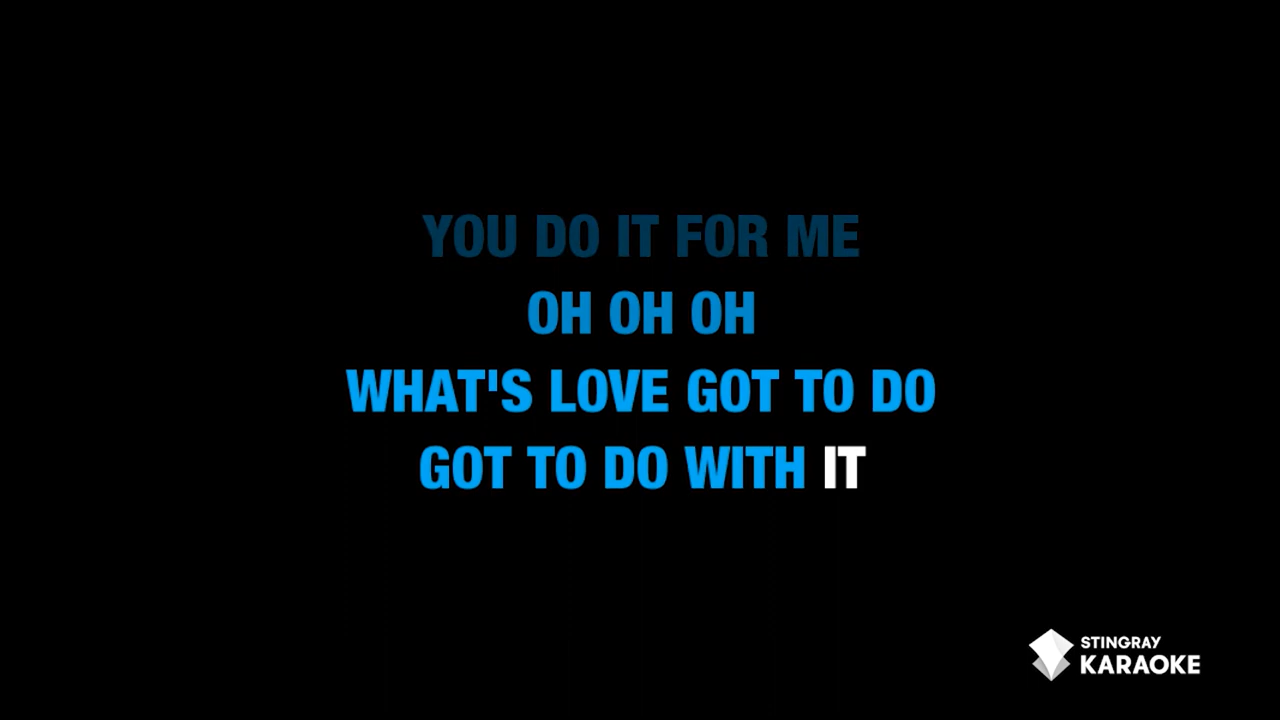 YOU DO IT FOR ME
OH OH OH
WHAT'S LOVE GOT TO DO
GOT TO DO WITH IT
STINGRAY
KARAOKE